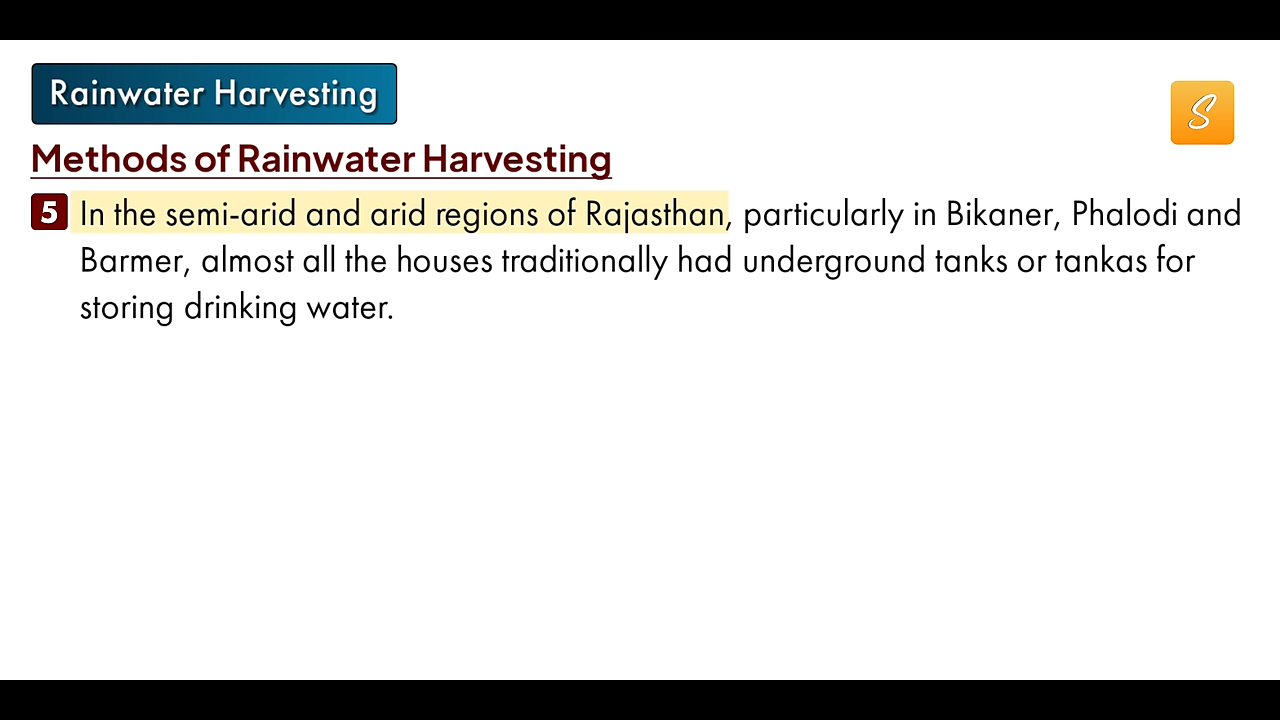 Rainwater Harvesting
S
Methods of Rainwater Harvesting
5 In the semi-arid and arid regions of Rajasthan, particularly in Bikaner, Phalodi and
Barmer, almost all the houses traditionally had underground tanks or tankas for
storing drinking water.